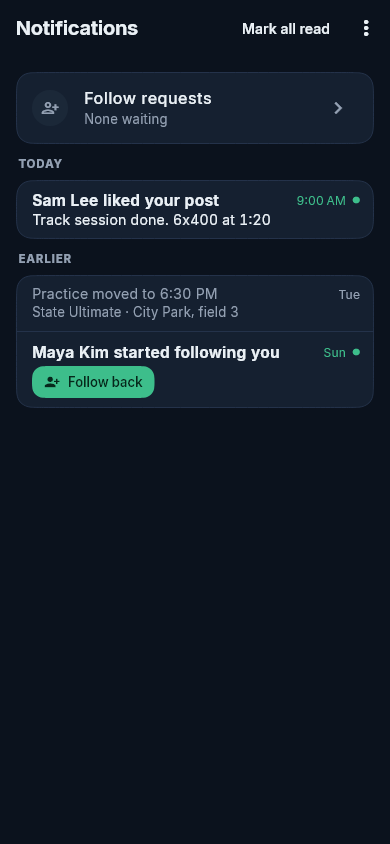 Notifications
Mark all read
Follow requests
None waiting
TODAY
Sam Lee liked your post
9:00 AM
Track session done. 6x400 at 1:20
EARLIER
Practice moved to 6:30 PM
Tue
State Ultimate · City Park, field 3
Maya Kim started following you
Sun
Follow back